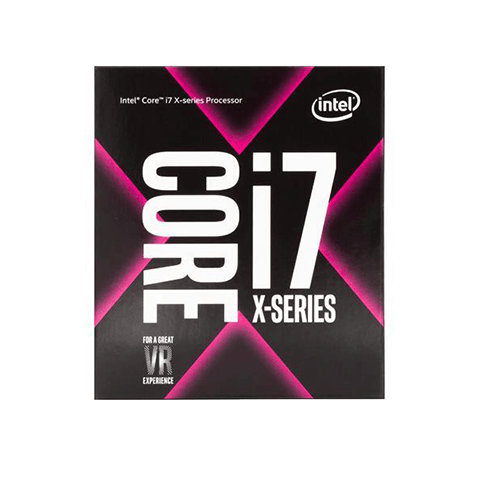 Intel® Core™ i7 X-series Processor
intel®
CORE
i7
X-SERIES
FOR A GREAT
VR
EXPERIENCE